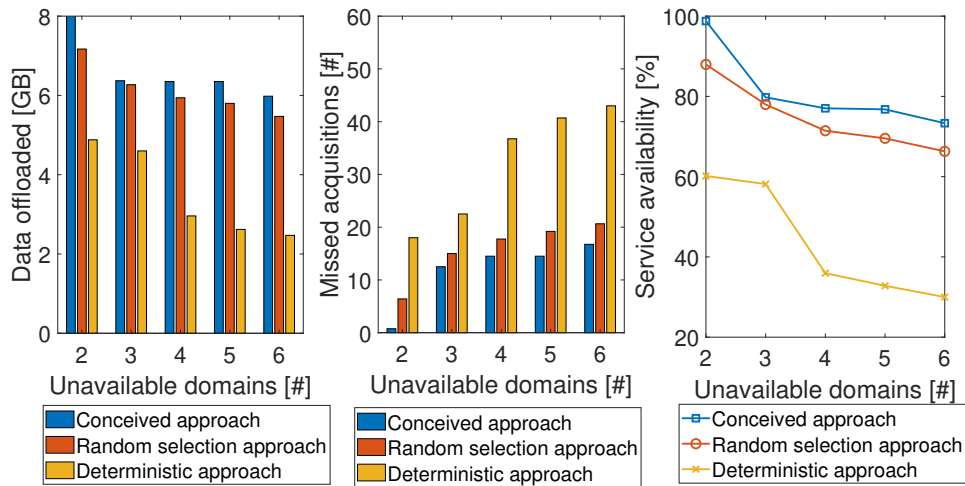 Data offloaded [GB]
8
6
4
2
0
2 3 4 5 6
Unavailable domains [#]
Conceived approach
Random selection approach
Deterministic approach
Missed acquisitions [#]
60
50
40
30
20
10
0
2 3 4 5 6
Unavailable domains [#]
Conceived approach
Random selection approach
Deterministic approach
Service availability [%]
100
80
60
40
20
2 3 4 5 6
Unavailable domains [#]
Conceived approach
Random selection approach
Deterministic approach